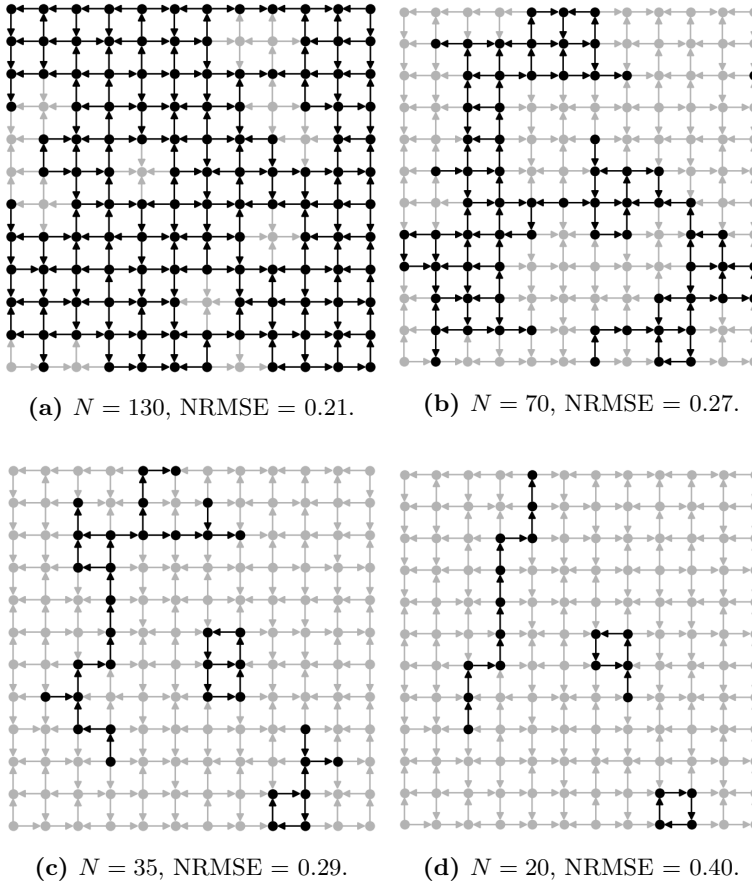 (a) N = 130, NRMSE = 0.21.
(b) N = 70, NRMSE = 0.27.
(c) N = 35, NRMSE = 0.29.
(d) N = 20, NRMSE = 0.40.